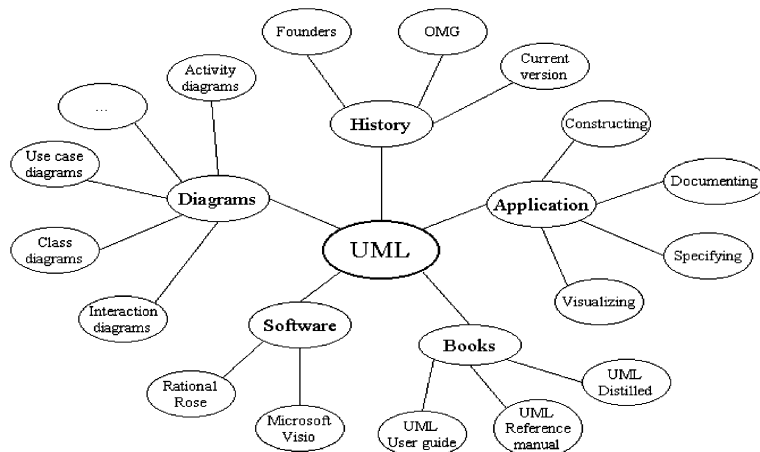 Founders
OMG
Current
version
History
Activity
diagrams
...
Use case
diagrams
Diagrams
Class
diagrams
Interaction
diagrams
Constructing
Documenting
Application
Specifying
Visualizing
UML
Software
Rational
Rose
Microsoft
Visio
Books
UML
User guide
UML
Reference
manual
UML
Distilled